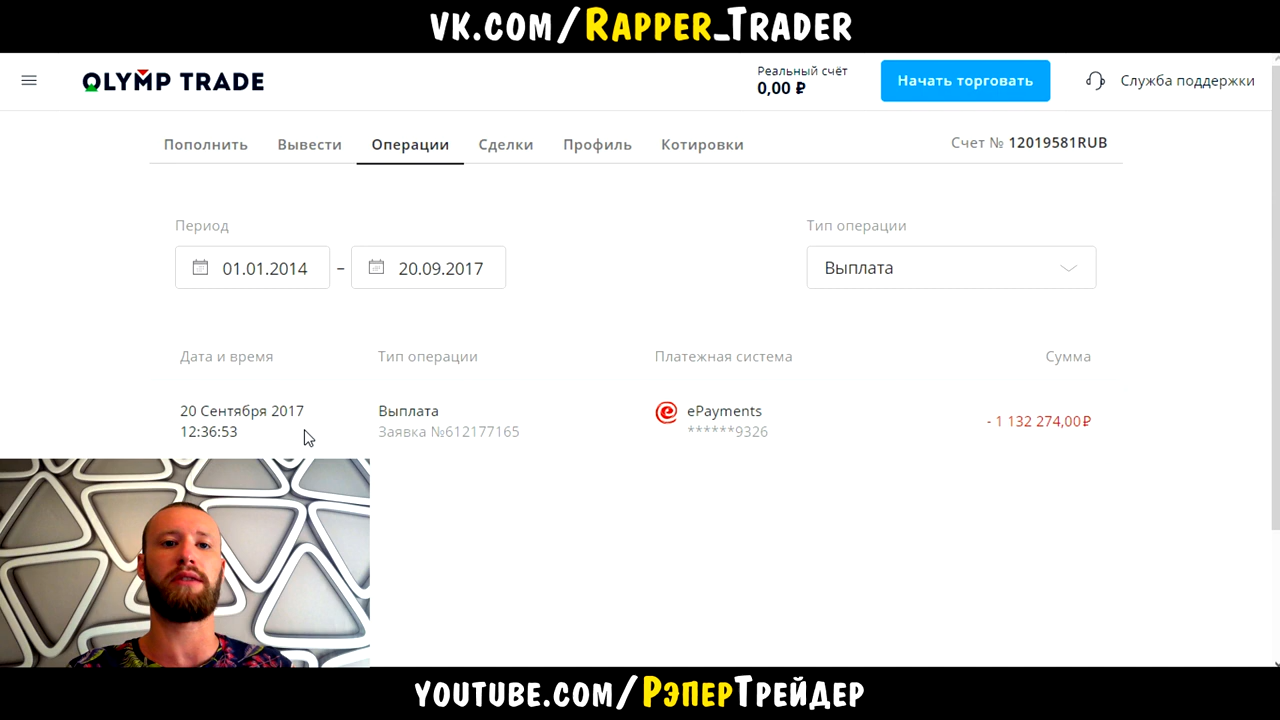 VK.COM/RAPPER_TRADER
OLYMP TRADE
Реальный счёт
0,00 ₽
Начать торговать
Служба поддержки
Пополнить Вывести Операции Сделки Профиль Котировки
Счет № 12019581RUB
Период
Тип операции
01.01.2014 – 20.09.2017
Выплата
Дата и время Тип операции Платежная система Сумма
20 Сентября 2017 Выплата ePayments
- 1 132 274,00₽
12:36:53 Заявка №612177165 ******9326
YOUTUBE.COM/РЭПЕРТРЕЙДЕР